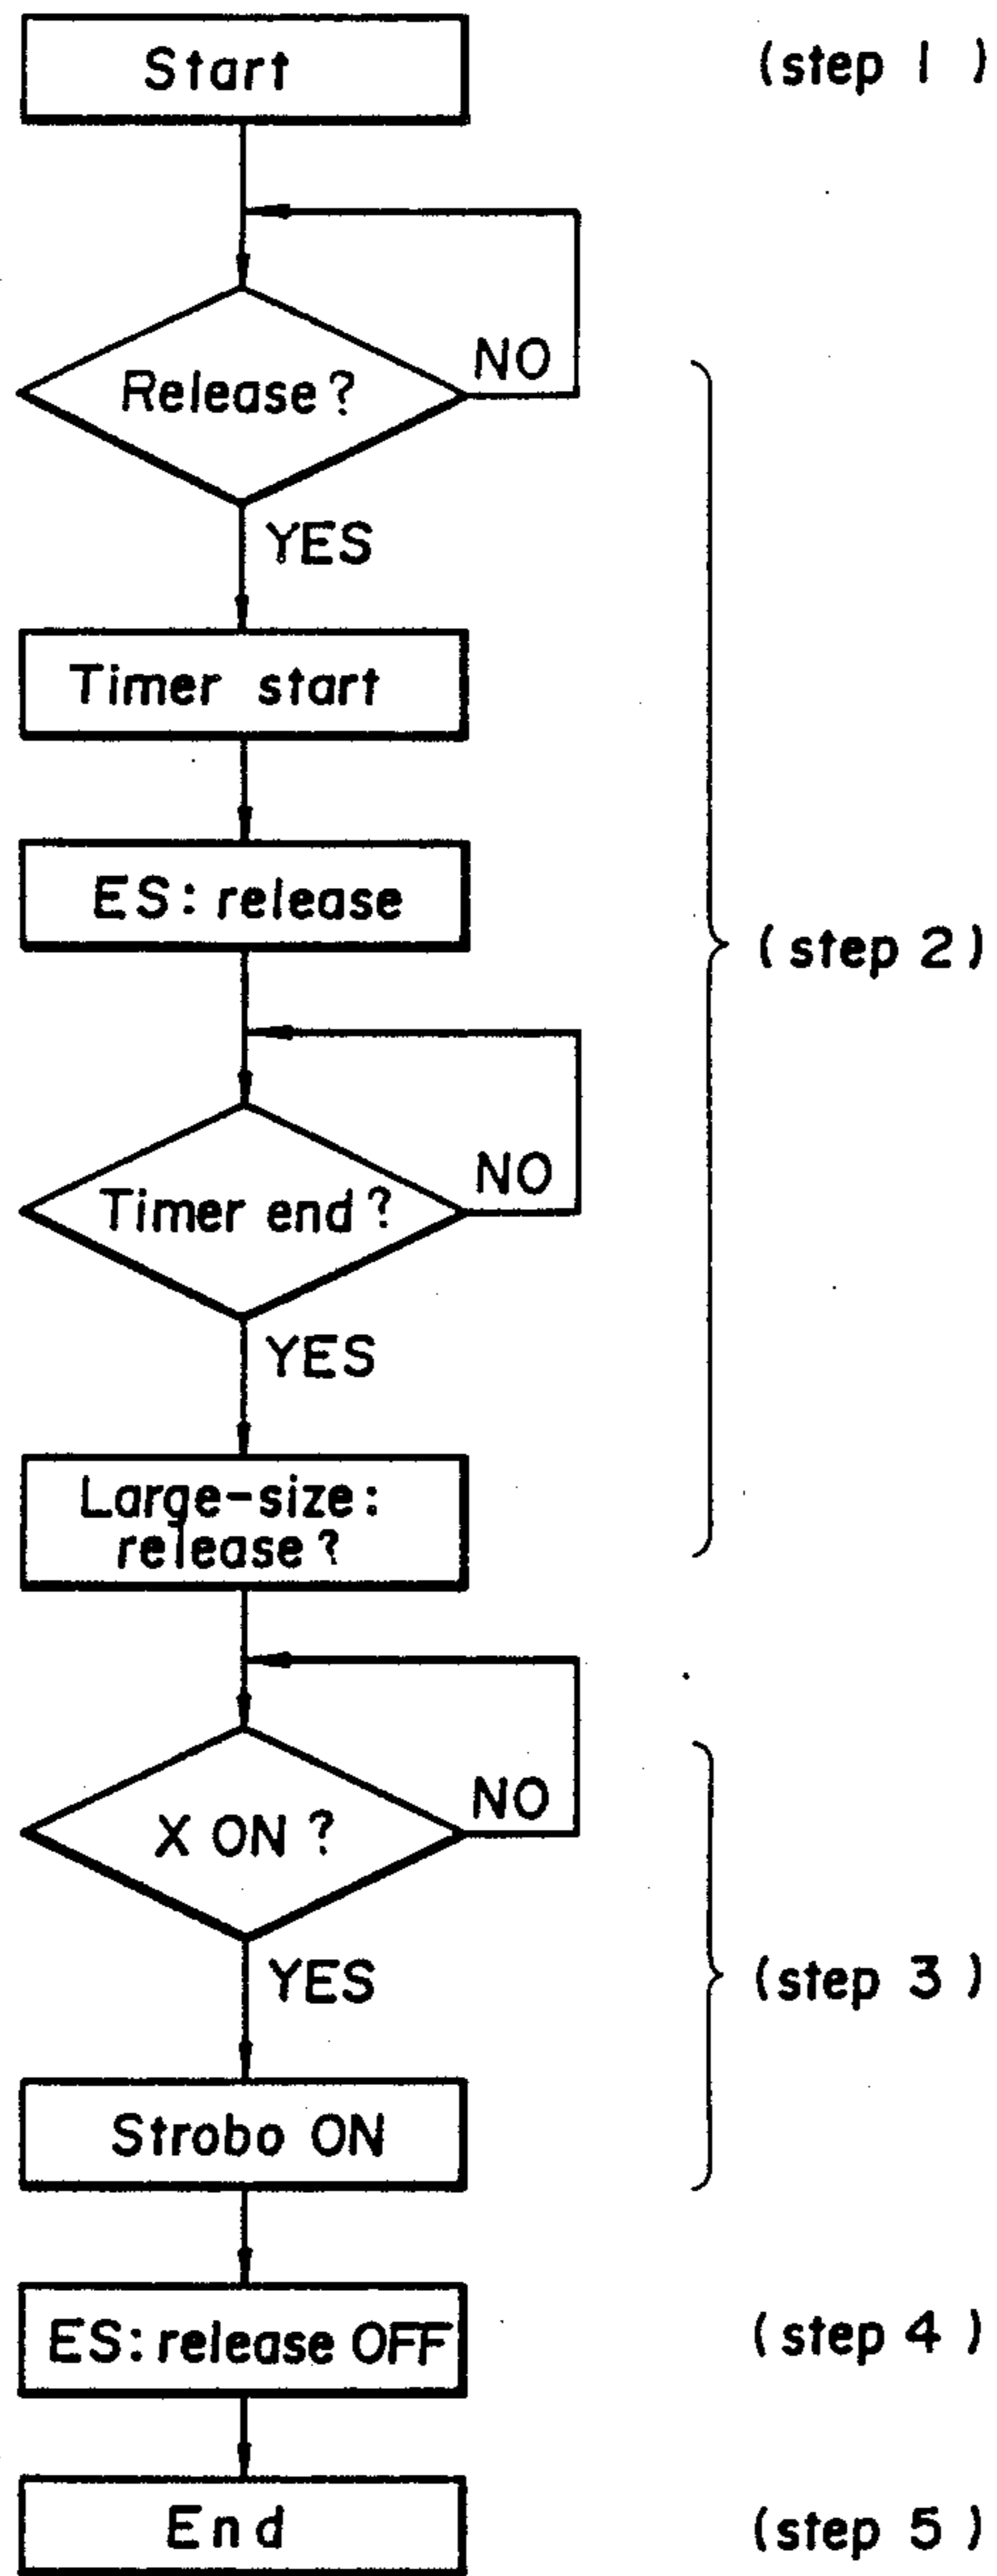 Start (step 1 )
Release?
NO
YES
Timer start
ES: release
(step 2)
Timer end?
NO
YES
Large-size:
release?
X ON ?
NO
YES
(step 3 )
Strobo ON
ES: release OFF (step 4 )
End (step 5 )